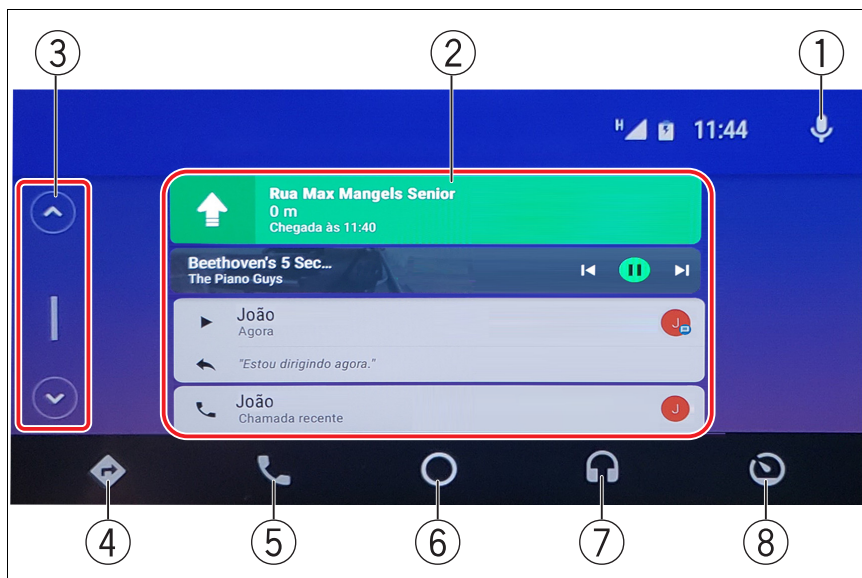 3
2
1
H 11:44
Rua Max Mangels Senior
0 m
Chegada às 11:40
Beethoven's 5 Sec...
The Piano Guys
João
Agora
J
"Estou dirigindo agora."
João
Chamada recente
J
4
5
6
7
8